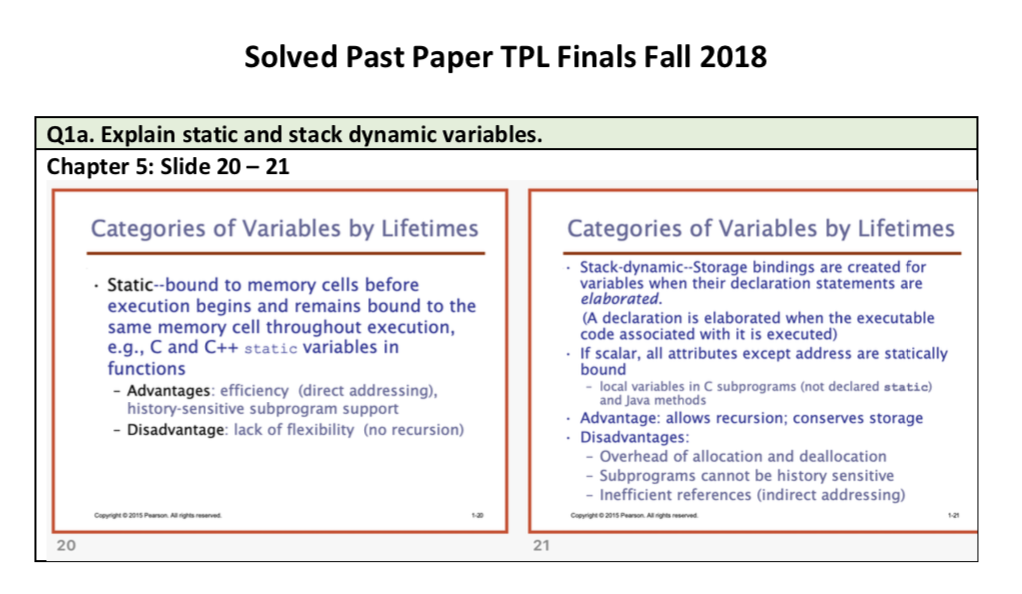 Solved Past Paper TPL Finals Fall 2018
Q1a. Explain static and stack dynamic variables.
Chapter 5: Slide 20 – 21
Categories of Variables by Lifetimes
· Static--bound to memory cells before
execution begins and remains bound to the
same memory cell throughout execution,
e.g., C and C++ static variables in
functions
– Advantages: efficiency (direct addressing),
history-sensitive subprogram support
– Disadvantage: lack of flexibility (no recursion)
Copyright © 2015 Pearson. All rights reserved.
1-20
20
Categories of Variables by Lifetimes
· Stack-dynamic--Storage bindings are created for
variables when their declaration statements are
elaborated.
(A declaration is elaborated when the executable
code associated with it is executed)
· If scalar, all attributes except address are statically
bound
– local variables in C subprograms (not declared static)
and Java methods
· Advantage: allows recursion; conserves storage
· Disadvantages:
– Overhead of allocation and deallocation
– Subprograms cannot be history sensitive
– Inefficient references (indirect addressing)
Copyright © 2015 Pearson. All rights reserved.
1-21
21